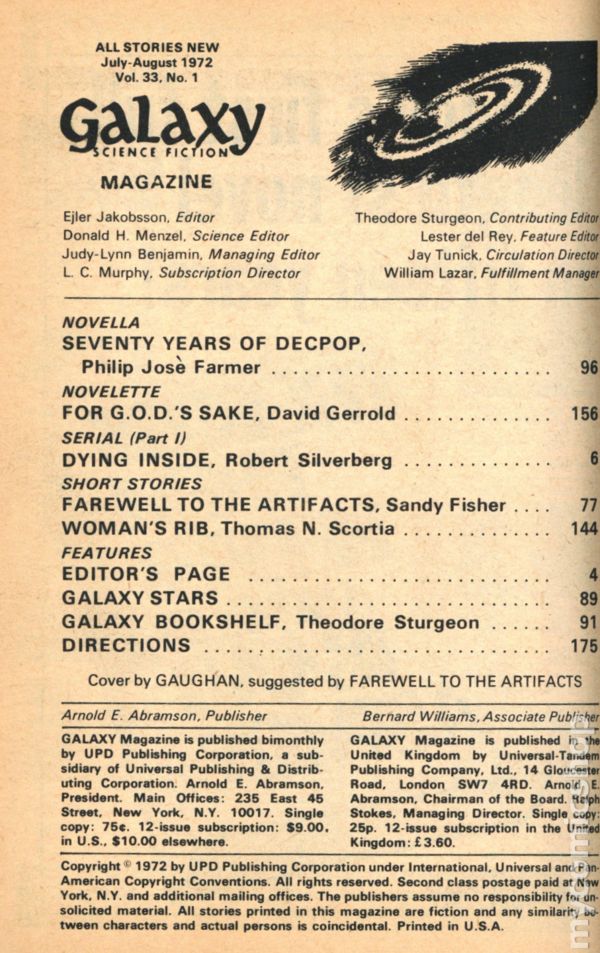 ALL STORIES NEW
July-August 1972
Vol. 33, No. 1
Galaxy
SCIENCE FICTION
MAGAZINE
Ejler Jakobsson, Editor
Donald H. Menzel, Science Editor
Judy-Lynn Benjamin, Managing Editor
L. C. Murphy, Subscription Director
Theodore Sturgeon, Contributing Editor
Lester del Rey, Feature Editor
Jay Tunick, Circulation Director
William Lazar, Fulfillment Manager
NOVELLA
SEVENTY YEARS OF DECPOP,
Philip Josè Farmer . . . . . . . . . . . . . . . . . . . . . . . . . . 96
NOVELETTE
FOR G.O.D.'S SAKE, David Gerrold . . . . . . . . . . . . . . 156
SERIAL (Part I)
DYING INSIDE, Robert Silverberg . . . . . . . . . . . . . . 6
SHORT STORIES
FAREWELL TO THE ARTIFACTS, Sandy Fisher . . . . 77
WOMAN'S RIB, Thomas N. Scortia . . . . . . . . . . . . . . 144
FEATURES
EDITOR'S PAGE . . . . . . . . . . . . . . . . . . . . . . . . . . . . 4
GALAXY STARS . . . . . . . . . . . . . . . . . . . . . . . . . . . . . . 89
GALAXY BOOKSHELF, Theodore Sturgeon . . . . . . 91
DIRECTIONS . . . . . . . . . . . . . . . . . . . . . . . . . . . . . . . . 175
Cover by GAUGHAN, suggested by FAREWELL TO THE ARTIFACTS
Arnold E. Abramson, Publisher
Bernard Williams, Associate Publisher
GALAXY Magazine is published bimonthly
by UPD Publishing Corporation, a sub-
sidiary of Universal Publishing & Distrib-
uting Corporation. Arnold E. Abramson,
President. Main Offices: 235 East 45
Street, New York, N.Y. 10017. Single
copy: 75¢. 12-issue subscription: $9.00.
in U.S., $10.00 elsewhere.
GALAXY Magazine is published in the
United Kingdom by Universal-Tandem
Publishing Company, Ltd., 14 Gloucester
Road, London SW7 4RD. Arnold E.
Abramson, Chairman of the Board. Ralph
Stokes, Managing Director. Single copy:
25p. 12-issue subscription in the United
Kingdom: £3.60.
Copyright © 1972 by UPD Publishing Corporation under International, Universal and Pan-
American Copyright Conventions. All rights reserved. Second class postage paid at New
York, N.Y. and additional mailing offices. The publishers assume no responsibility for un-
solicited material. All stories printed in this magazine are fiction and any similarity be-
tween characters and actual persons is coincidental. Printed in U.S.A.
mycomicshop